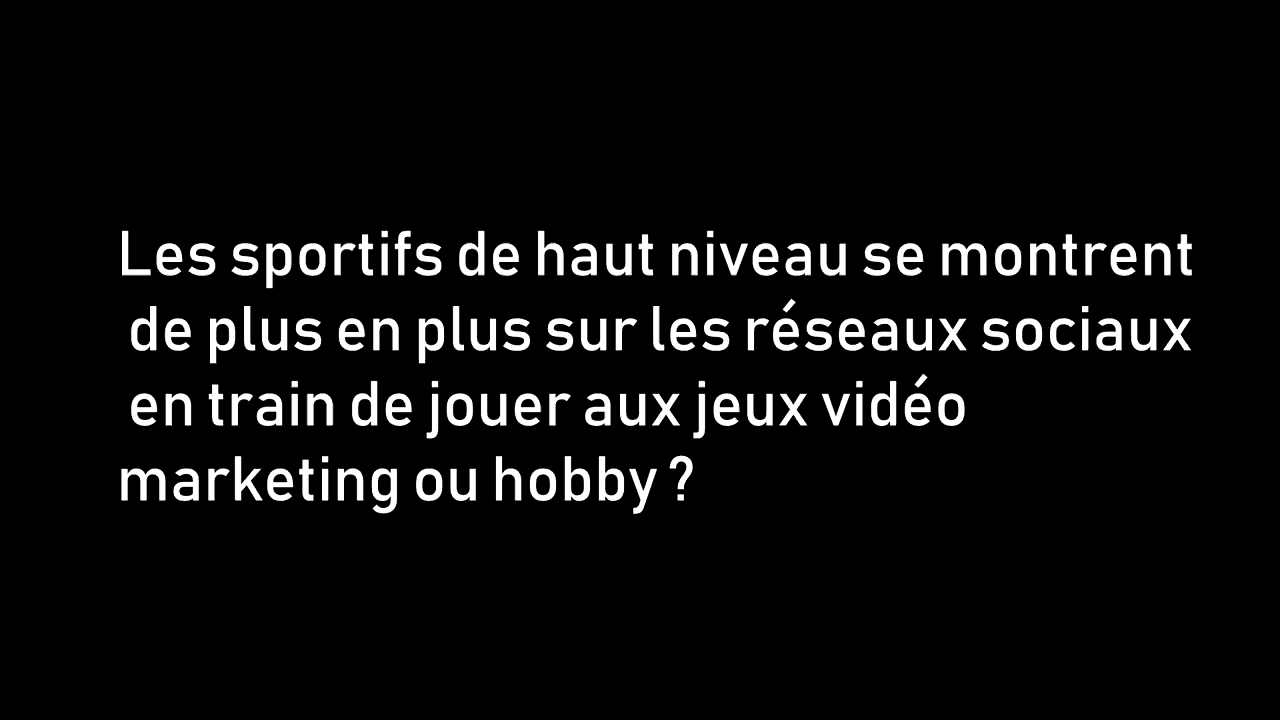 Les sportifs de haut niveau se montrent
de plus en plus sur les réseaux sociaux
en train de jouer aux jeux vidéo
marketing ou hobby ?